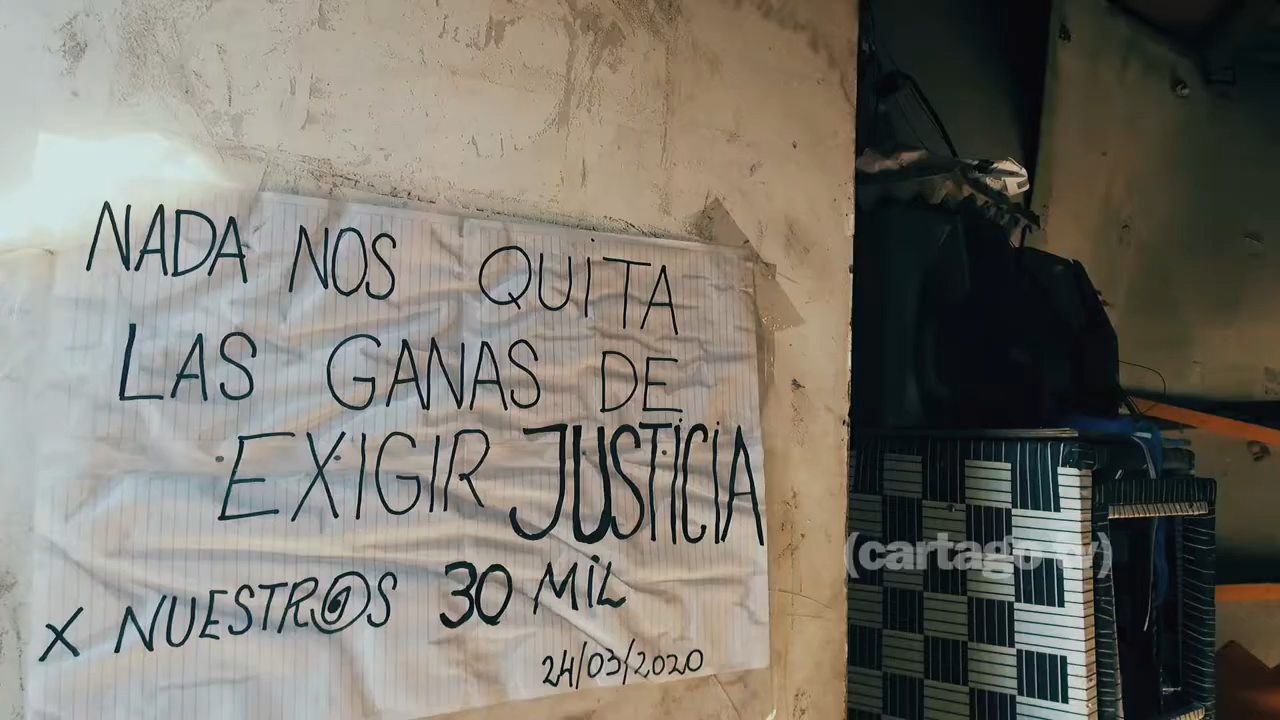 NADA NOS QUITA
LAS GANAS DE
EXIGIR JUSTICIA
X NUESTR@S 30 MIL
24/03/2020
(cartago tv)